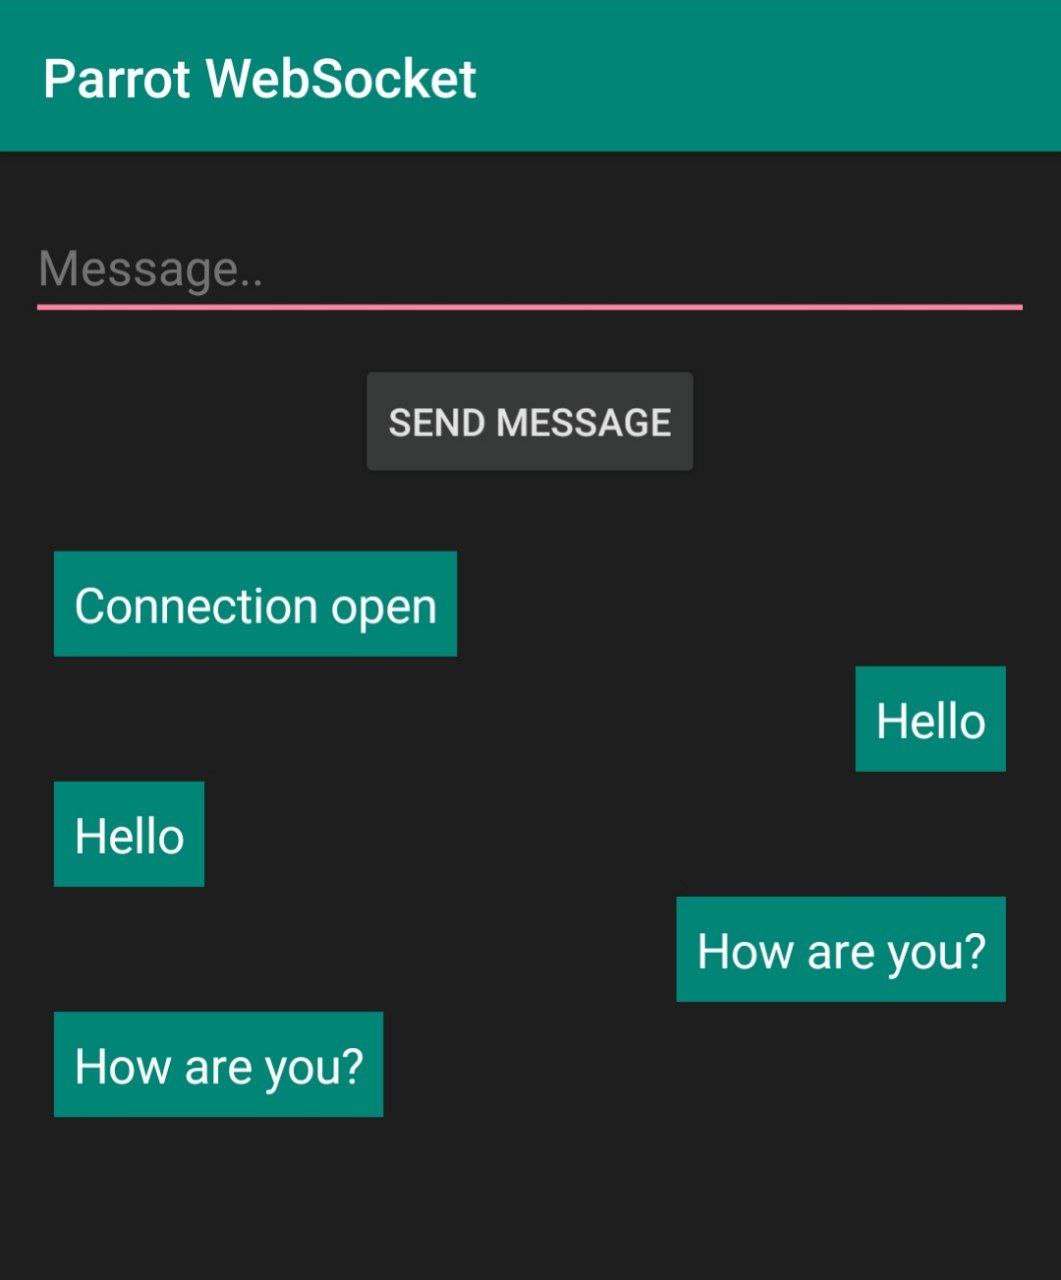 Parrot WebSocket
Message..
SEND MESSAGE
Connection open
Hello
Hello
How are you?
How are you?